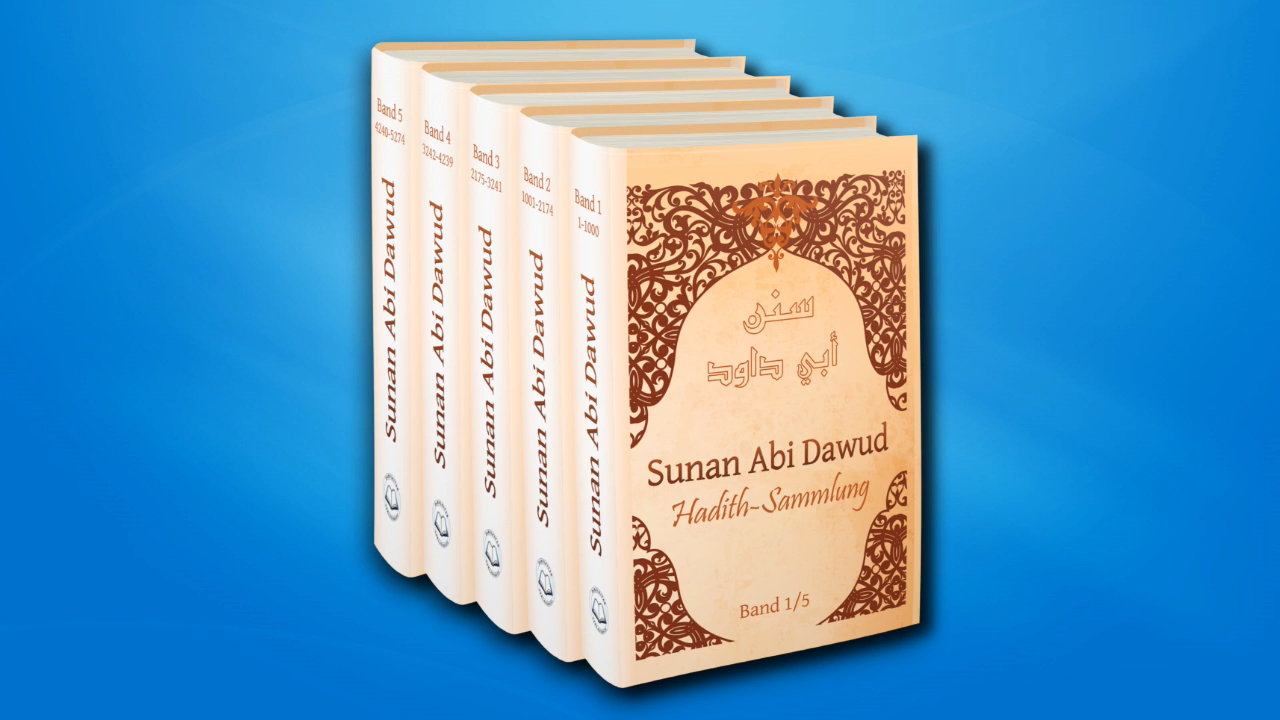 Band 5
4240-5274
Sunan Abi Dawud
Band 4
3242-4239
Sunan Abi Dawud
Band 3
2175-3241
Sunan Abi Dawud
Band 2
1001-2174
Sunan Abi Dawud
Band 1
1-1000
Sunan Abi Dawud
سنن
أبي داود
Sunan Abi Dawud
Hadith-Sammlung
Band 1/5